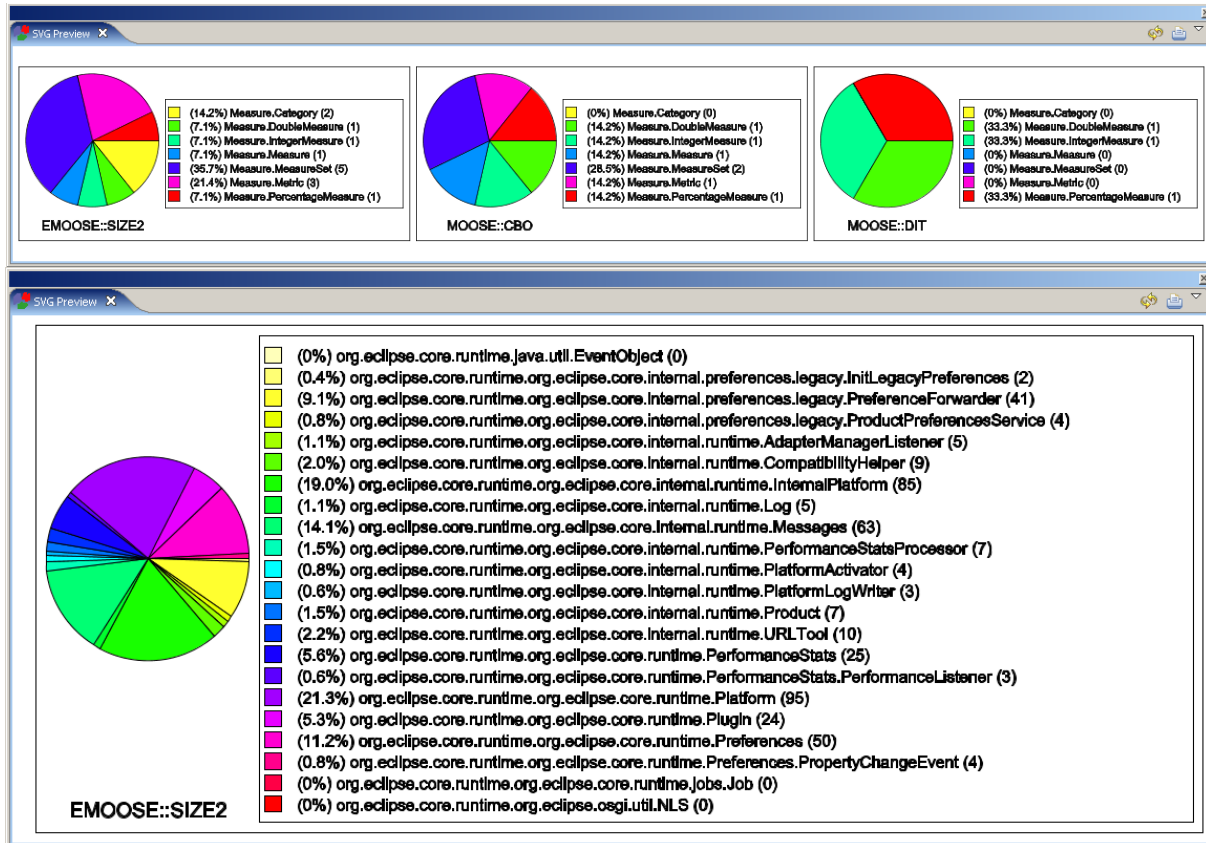 SVG Preview
(14.2%) Measure.Category (2)
(7.1%) Measure.DoubleMeasure (1)
(7.1%) Measure.IntegerMeasure (1)
(7.1%) Measure.Measure (1)
(35.7%) Measure.MeasureSet (5)
(21.4%) Measure.Metric (3)
(7.1%) Measure.PercentageMeasure (1)
EMOOSE::SIZE2
(0%) Measure.Category (0)
(14.2%) Measure.DoubleMeasure (1)
(14.2%) Measure.IntegerMeasure (1)
(14.2%) Measure.Measure (1)
(28.5%) Measure.MeasureSet (2)
(14.2%) Measure.Metric (1)
(14.2%) Measure.PercentageMeasure (1)
MOOSE::CBO
(0%) Measure.Category (0)
(33.3%) Measure.DoubleMeasure (1)
(33.3%) Measure.IntegerMeasure (1)
(0%) Measure.Measure (0)
(0%) Measure.MeasureSet (0)
(0%) Measure.Metric (0)
(33.3%) Measure.PercentageMeasure (1)
MOOSE::DIT
SVG Preview
(0%) org.eclipse.core.runtime.java.util.EventObject (0)
(0.4%) org.eclipse.core.runtime.org.eclipse.core.internal.preferences.legacy.InitLegacyPreferences (2)
(9.1%) org.eclipse.core.runtime.org.eclipse.core.internal.preferences.legacy.PreferenceForwarder (41)
(0.8%) org.eclipse.core.runtime.org.eclipse.core.internal.preferences.legacy.ProductPreferencesService (4)
(1.1%) org.eclipse.core.runtime.org.eclipse.core.internal.runtime.AdapterManagerListener (5)
(2.0%) org.eclipse.core.runtime.org.eclipse.core.internal.runtime.CompatibilityHelper (9)
(19.0%) org.eclipse.core.runtime.org.eclipse.core.internal.runtime.InternalPlatform (85)
(1.1%) org.eclipse.core.runtime.org.eclipse.core.internal.runtime.Log (5)
(14.1%) org.eclipse.core.runtime.org.eclipse.core.internal.runtime.Messages (63)
(1.5%) org.eclipse.core.runtime.org.eclipse.core.internal.runtime.PerformanceStatsProcessor (7)
(0.8%) org.eclipse.core.runtime.org.eclipse.core.internal.runtime.PlatformActivator (4)
(0.6%) org.eclipse.core.runtime.org.eclipse.core.internal.runtime.PlatformLogWriter (3)
(1.5%) org.eclipse.core.runtime.org.eclipse.core.internal.runtime.Product (7)
(2.2%) org.eclipse.core.runtime.org.eclipse.core.internal.runtime.URLTool (10)
(5.6%) org.eclipse.core.runtime.org.eclipse.core.runtime.PerformanceStats (25)
(0.6%) org.eclipse.core.runtime.org.eclipse.core.runtime.PerformanceStats.PerformanceListener (3)
(21.3%) org.eclipse.core.runtime.org.eclipse.core.runtime.Platform (95)
(5.3%) org.eclipse.core.runtime.org.eclipse.core.runtime.Plugin (24)
(11.2%) org.eclipse.core.runtime.org.eclipse.core.runtime.Preferences (50)
(0.8%) org.eclipse.core.runtime.org.eclipse.core.runtime.Preferences.PropertyChangeEvent (4)
(0%) org.eclipse.core.runtime.org.eclipse.core.runtime.jobs.Job (0)
(0%) org.eclipse.core.runtime.org.eclipse.osgi.util.NLS (0)
EMOOSE::SIZE2